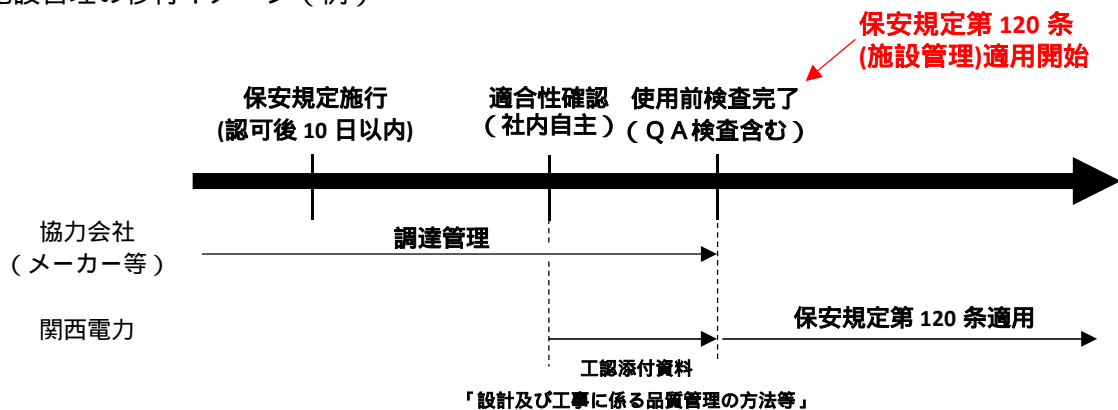 保安規定第 120 条
(施設管理)適用開始
保安規定施行
(認可後 10 日以内)
適合性確認
（社内自主）
使用前検査完了
（ＱＡ検査含む）
協力会社
（メーカー等）
調達管理
関西電力
保安規定第 120 条適用
工認添付資料
「設計及び工事に係る品質管理の方法等」